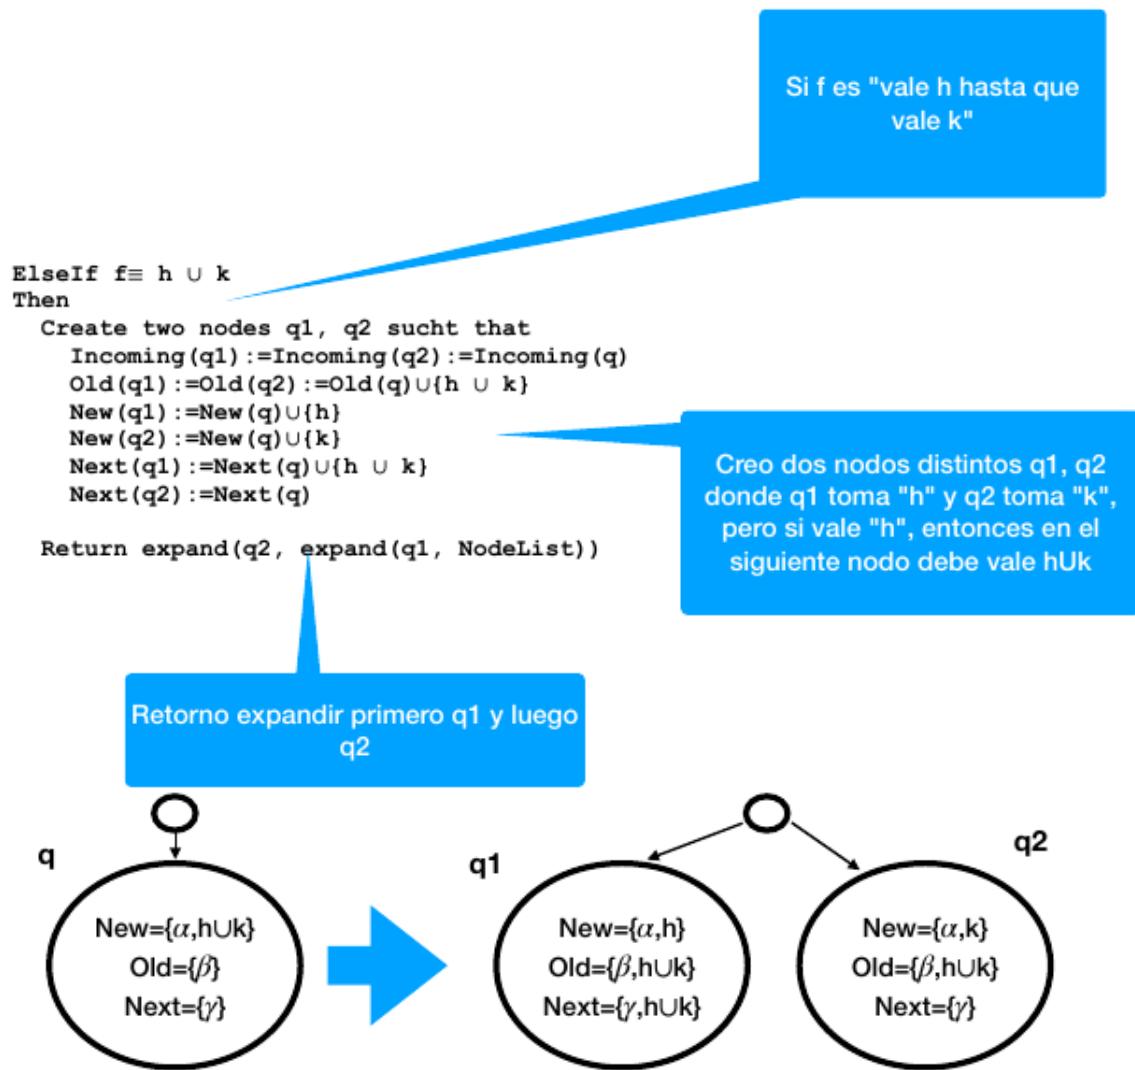 Si f es "vale h hasta que
vale k"
ElseIf f≡ h ∪ k
Then
Create two nodes q1, q2 sucht that
Incoming(q1):=Incoming(q2):=Incoming(q)
Old(q1):=Old(q2):=Old(q)∪{h ∪ k}
New(q1):=New(q)∪{h}
New(q2):=New(q)∪{k}
Next(q1):=Next(q)∪{h ∪ k}
Next(q2):=Next(q)
Return expand(q2, expand(q1, NodeList))
Creo dos nodos distintos q1, q2
donde q1 toma "h" y q2 toma "k",
pero si vale "h", entonces en el
siguiente nodo debe vale hUk
Retorno expandir primero q1 y luego
q2
q
New={α,h∪k}
Old={β}
Next={γ}
q1
New={α,h}
Old={β,h∪k}
Next={γ,h∪k}
q2
New={α,k}
Old={β,h∪k}
Next={γ}